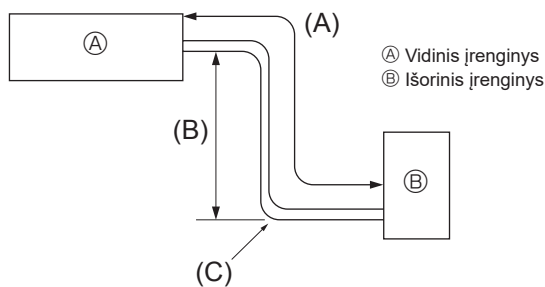 Ⓐ
(A)
Ⓐ Vidinis įrenginys
Ⓑ Išorinis įrenginys
(B)
Ⓑ
(C)